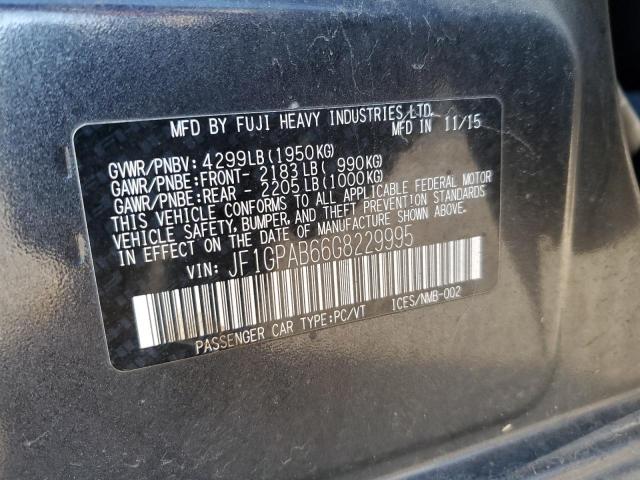 MFD BY FUJI HEAVY INDUSTRIES LTD.
MFD IN 11/15
GVWR/PNBV: 4299LB(1950KG)
GAWR/PNBE:FRONT- 2183LB( 990KG)
GAWR/PNBE:REAR - 2205LB(1000KG)
THIS VEHICLE CONFORMS TO ALL APPLICABLE FEDERAL MOTOR
VEHICLE SAFETY, BUMPER, AND THEFT PREVENTION STANDARDS
IN EFFECT ON THE DATE OF MANUFACTURE SHOWN ABOVE.
VIN: JF1GPAB66G8229995
PASSENGER CAR TYPE:PC/VT ICES/NMB-002